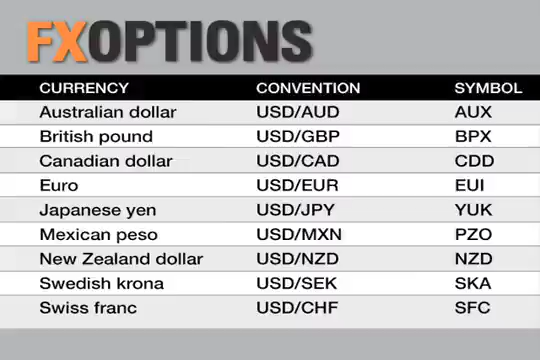 FXOPTIONS
CURRENCY CONVENTION SYMBOL
Australian dollar USD/AUD AUX
British pound USD/GBP BPX
Canadian dollar USD/CAD CDD
Euro USD/EUR EUI
Japanese yen USD/JPY YUK
Mexican peso USD/MXN PZO
New Zealand dollar USD/NZD NZD
Swedish krona USD/SEK SKA
Swiss franc USD/CHF SFC